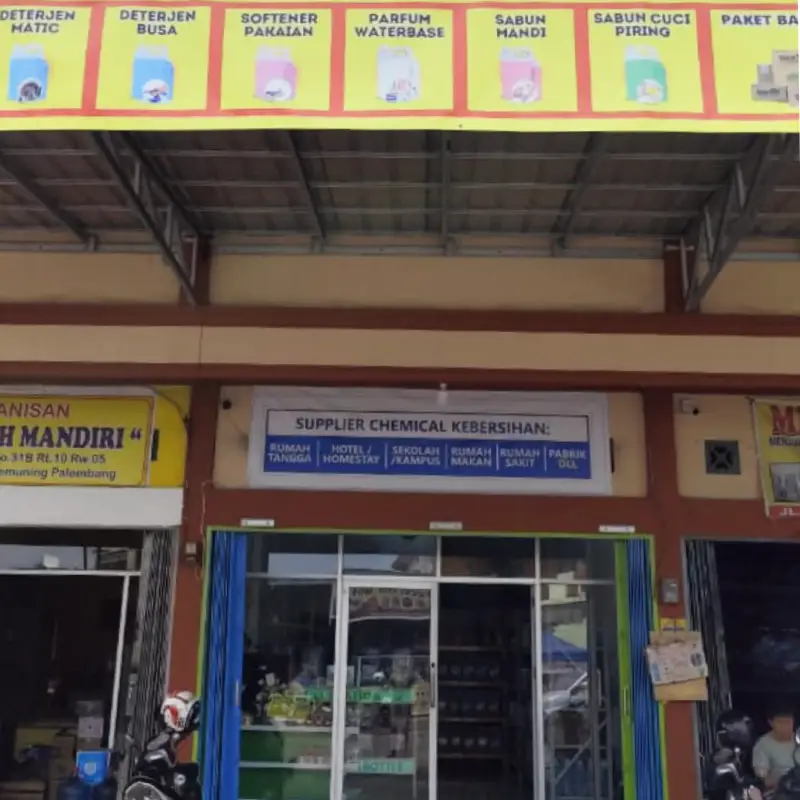 DETERJEN
MATIC
DETERJEN
BUSA
SOFTENER
PAKAIAN
PARFUM
WATERBASE
SABUN
MANDI
SABUN CUCI
PIRING
PAKET BA
ANISAN
H MANDIRI "
o.31B Rt.10 Rw 05
emuning Palembang
SUPPLIER CHEMICAL KEBERSIHAN:
RUMAH
TANGGA
HOTEL /
HOMESTAY
SEKOLAH
/KAMPUS
RUMAH
MAKAN
RUMAH
SAKIT
PABRIK
DLL
JL.
BOTTLE